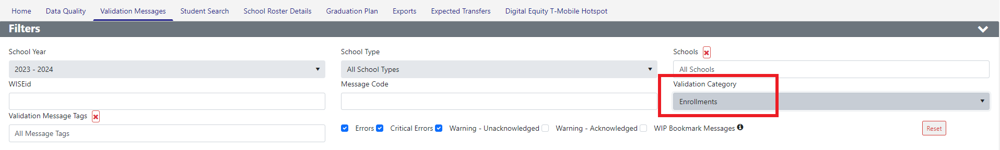 Home Data Quality Validation Messages Student Search School Roster Details Graduation Plan Exports Expected Transfers Digital Equity T-Mobile Hotspot
Filters
School Year School Type Schools
2023 - 2024 All School Types All Schools
WISEid Message Code Validation Category
Enrollments
Validation Message Tags
All Message Tags Errors Critical Errors Warning - Unacknowledged Warning - Acknowledged WIP Bookmark Messages Reset